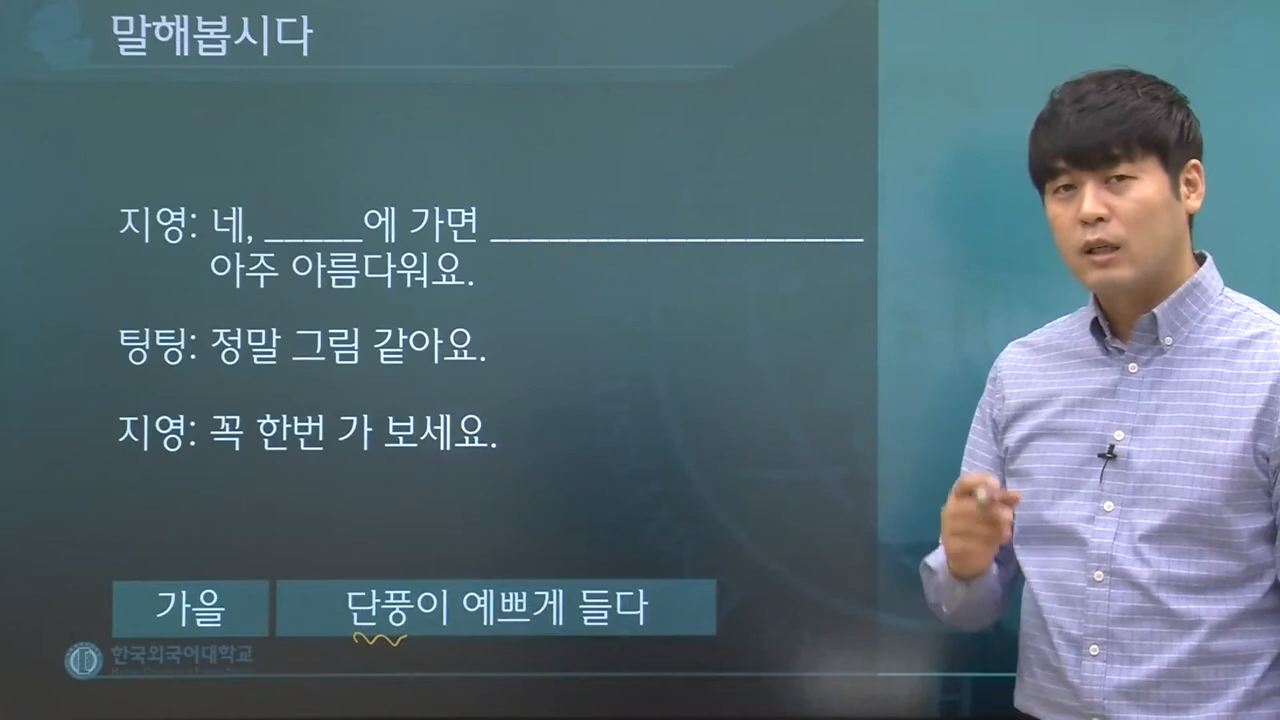 말해봅시다
지영: 네, _____에 가면 ___________________
아주 아름다워요.
팅팅: 정말 그림 같아요.
지영: 꼭 한번 가 보세요.
가을
단풍이 예쁘게 들다
한국외국어대학교